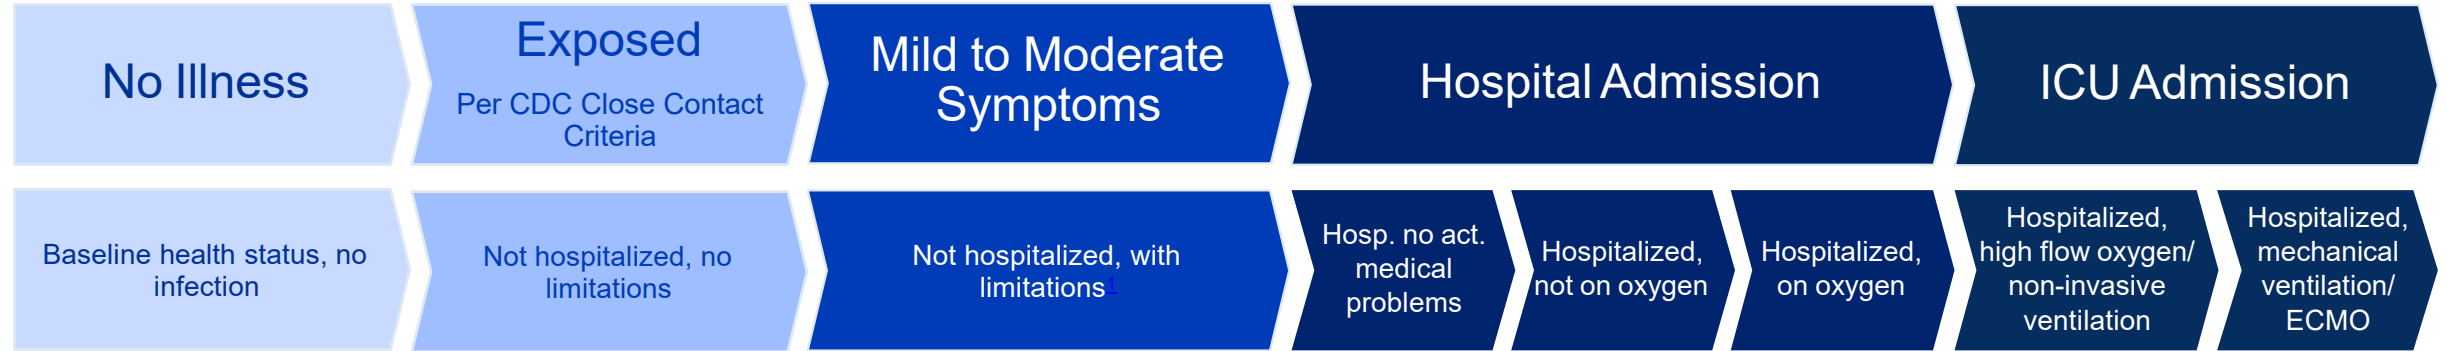 No Illness
Exposed
Per CDC Close Contact
Criteria
Mild to Moderate
Symptoms
Hospital Admission
ICU Admission
Baseline health status, no
infection
Not hospitalized, no
limitations
Not hospitalized, with
limitations1
Hosp. no act.
medical
problems
Hospitalized,
not on oxygen
Hospitalized,
on oxygen
Hospitalized,
high flow oxygen/
non-invasive
ventilation
Hospitalized,
mechanical
ventilation/
ECMO